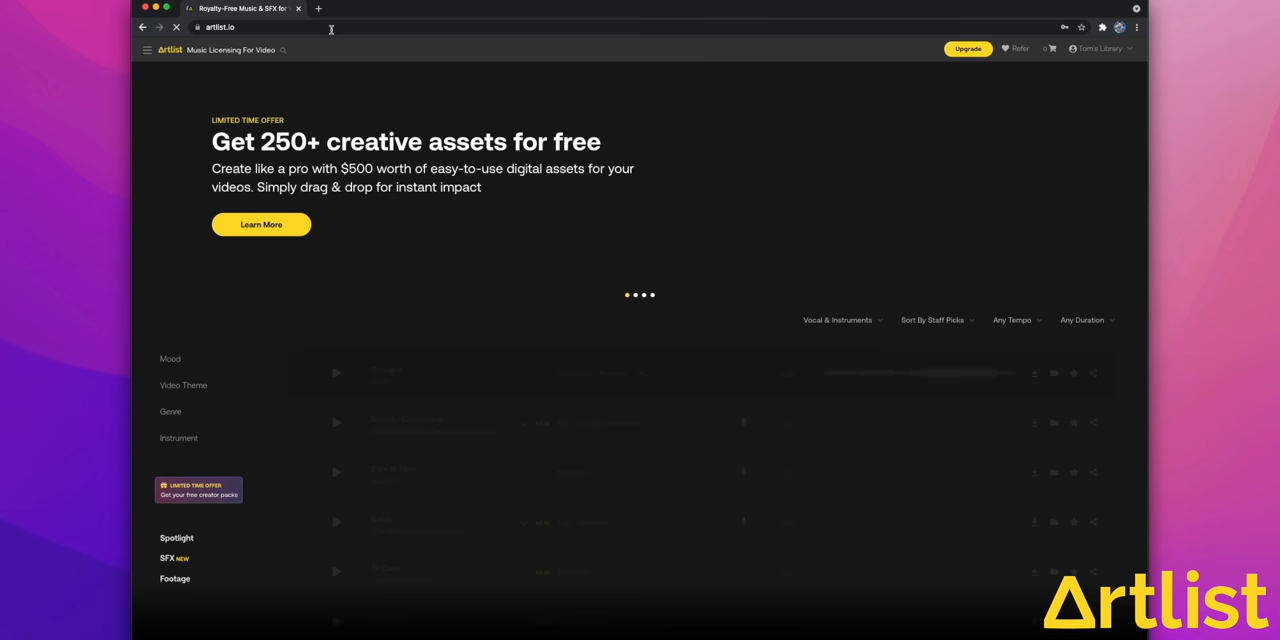 Royalty-Free Music & SFX for
artlist.io
Artlist Music Licensing For Video
Upgrade
Refer
0
Tom's Library
LIMITED TIME OFFER
Get 250+ creative assets for free
Create like a pro with $500 worth of easy-to-use digital assets for your
videos. Simply drag & drop for instant impact
Learn More
Vocal & Instruments
Sort By Staff Picks
Any Tempo
Any Duration
Mood
Video Theme
Genre
Instrument
LIMITED TIME OFFER
Get your free creator packs
Spotlight
SFX NEW
Footage
Artlist